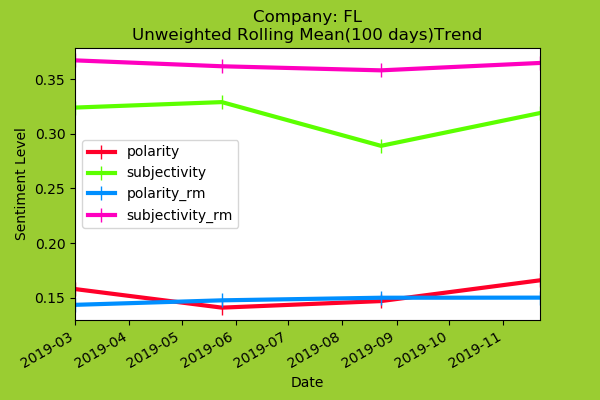 Company: FL
Unweighted Rolling Mean(100 days)Trend
Sentiment Level
0.35
0.30
0.25
0.20
0.15
polarity
subjectivity
polarity_rm
subjectivity_rm
2019-03
2019-04
2019-05
2019-06
2019-07
2019-08
2019-09
2019-10
2019-11
Date